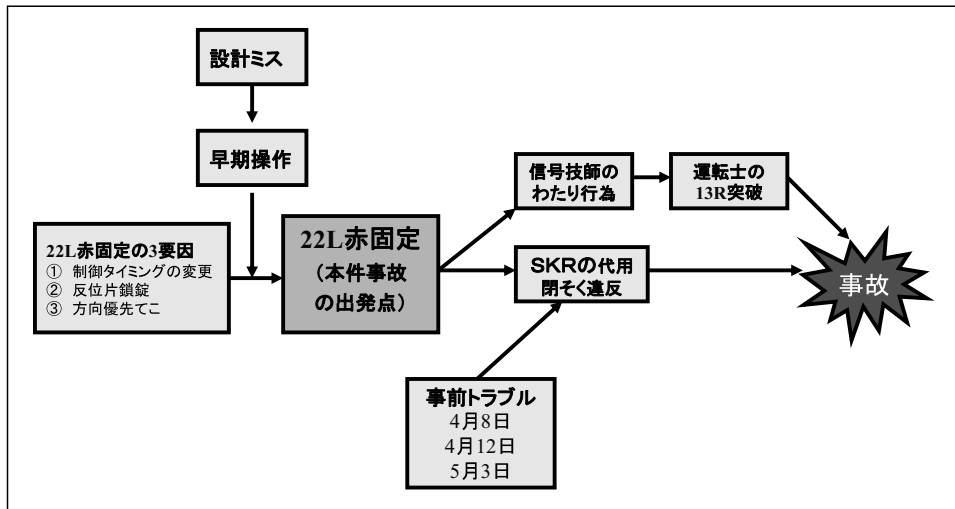 設計ミス
早期操作
22L赤固定の3要因
① 制御タイミングの変更
② 反位片鎖錠
③ 方向優先てこ
22L赤固定
（本件事故
の出発点）
信号技師の
わたり行為
運転士の
13R突破
ＳＫＲの代用
閉そく違反
事故
事前トラブル
4月8日
4月12日
5月3日